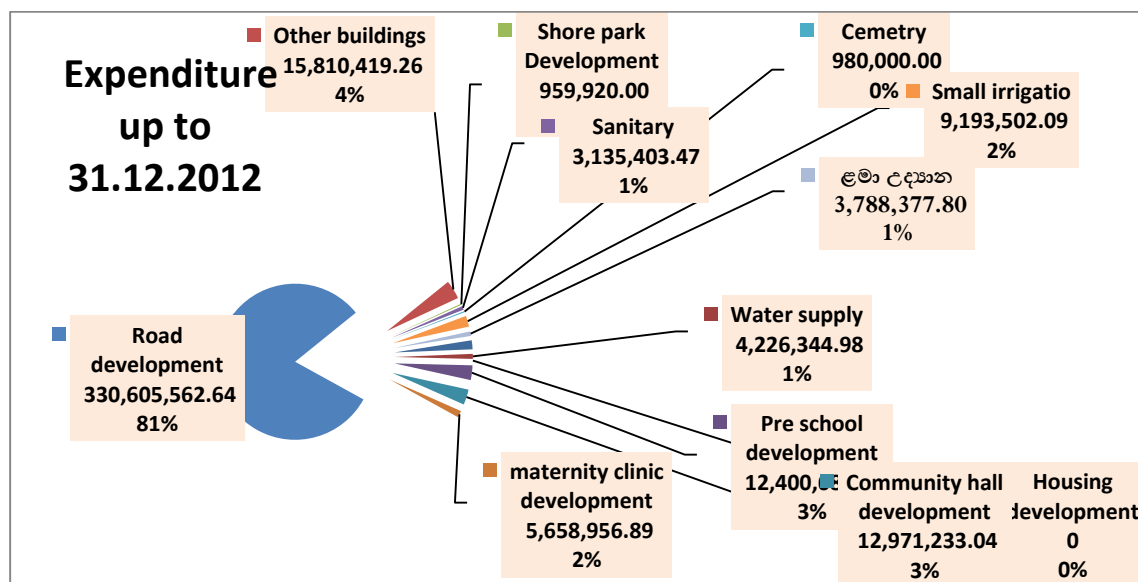 Expenditure
up to
31.12.2012
Other buildings
15,810,419.26
4%
Shore park
Development
959,920.00
Sanitary
3,135,403.47
1%
Cemetry
980,000.00
0%
Small irrigatio
9,193,502.09
2%
ළමා උද්‍යාන
3,788,377.80
1%
Water supply
4,226,344.98
1%
Road
development
330,605,562.64
81%
Pre school
development
3%
maternity clinic
development
5,658,956.89
2%
Community hall
development
12,971,233.04
3%
Housing
development
0
0%